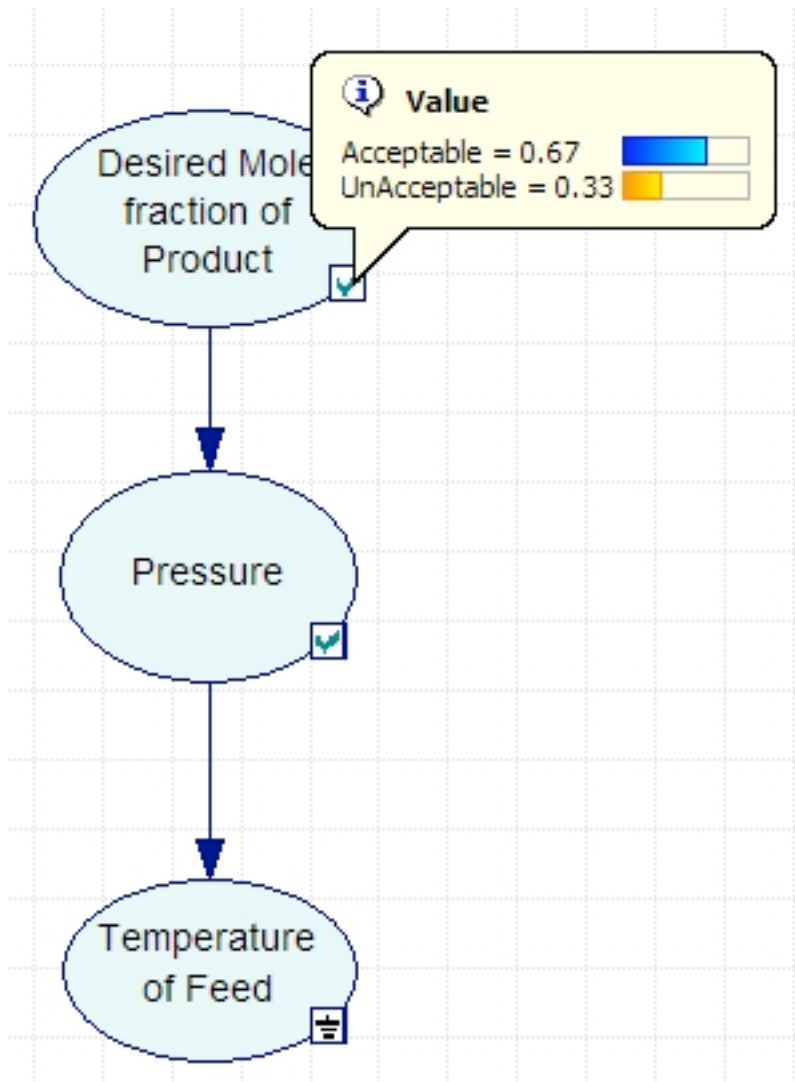 Value
Acceptable = 0.67
UnAcceptable = 0.33
Desired Mole
fraction of
Product
Pressure
Temperature
of Feed